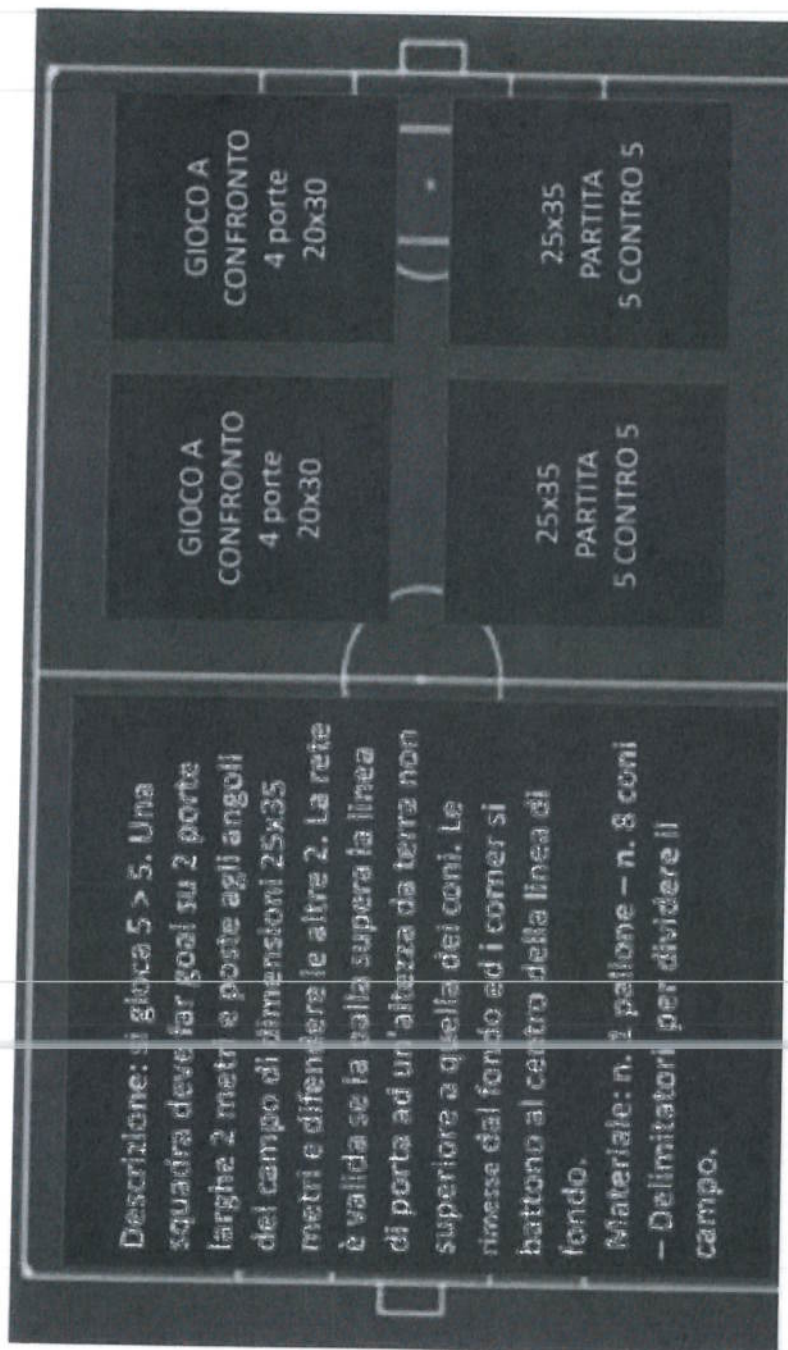 Descrizione: si gioca 5 > 5. Una
squadra deve far goal su 2 porte
larghe 2 metri e poste agli angoli
del campo di dimensioni 25x35
metri e difendere le altre 2. La rete
è valida se la palla supera la linea
di porta ad un'altezza da terra non
superiore a quella dei coni. Le
rimesse dal fondo ed i corner si
battono al centro della linea di
fondo.
Materiale: n. 1 pallone – n. 8 coni
– Delimitatori per dividere il
campo.
GIOCO A
CONFRONTO
4 porte
20x30
GIOCO A
CONFRONTO
4 porte
20x30
25x35
PARTITA
5 CONTRO 5
25x35
PARTITA
5 CONTRO 5